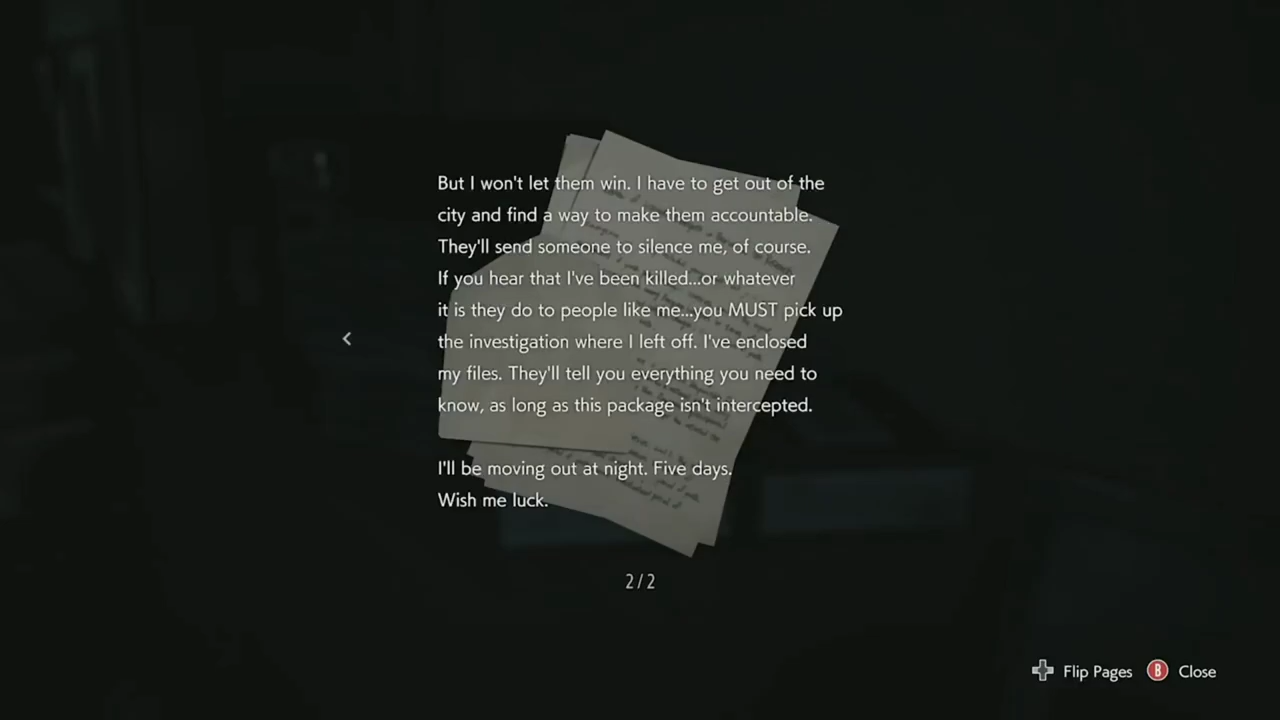 But I won't let them win. I have to get out of the
city and find a way to make them accountable.
They'll send someone to silence me, of course.
If you hear that I've been killed...or whatever
it is they do to people like me...you MUST pick up
the investigation where I left off. I've enclosed
my files. They'll tell you everything you need to
know, as long as this package isn't intercepted.
I'll be moving out at night. Five days.
Wish me luck.
2 / 2
Flip Pages B Close